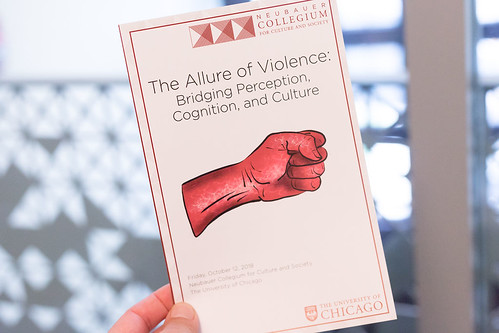 NEUBAUER
COLLEGIUM
FOR CULTURE AND SOCIETY
The Allure of Violence:
Bridging Perception,
Cognition, and Culture
Friday, October 12, 2018
Neubauer Collegium for Culture and Society
The University of Chicago
THE UNIVERSITY OF
CHICAGO